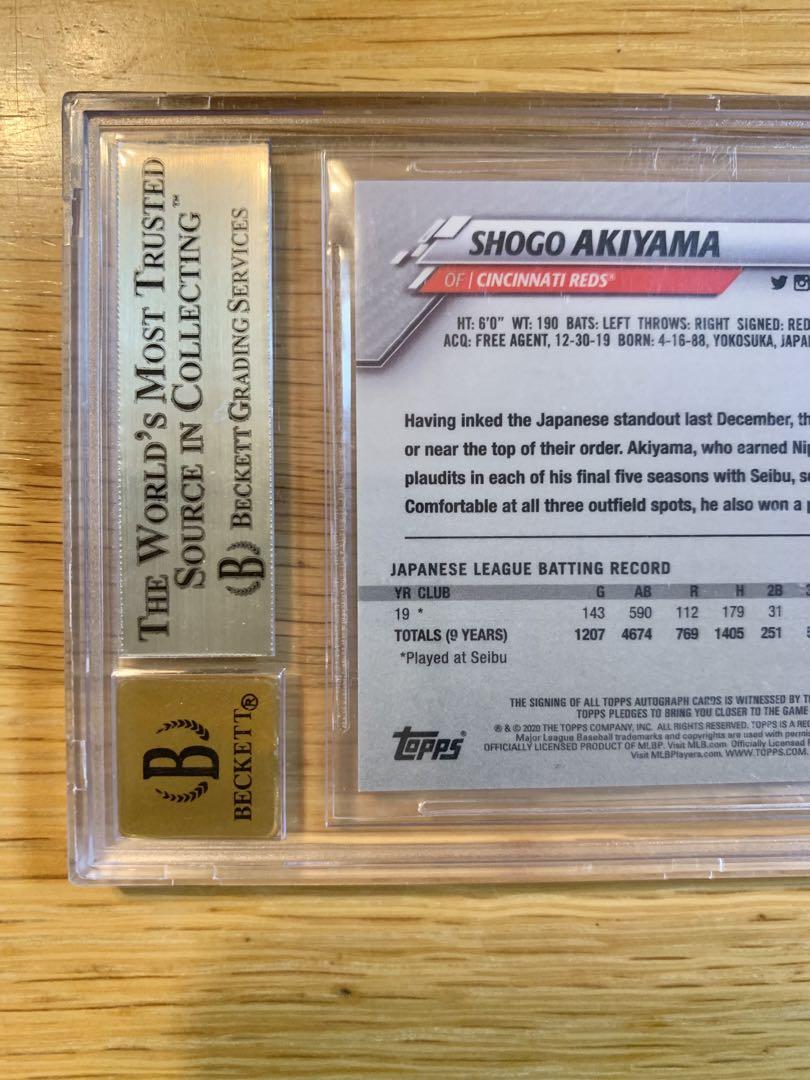 THE WORLD'S MOST TRUSTED
SOURCE IN COLLECTING™
B BECKETT GRADING SERVICES
B
BECKETT®
SHOGO AKIYAMA
OF | CINCINNATI REDS®
HT: 6'0" WT: 190 BATS: LEFT THROWS: RIGHT SIGNED: RED
ACQ: FREE AGENT, 12-30-19 BORN: 4-16-88, YOKOSUKA, JAPA
Having inked the Japanese standout last December, th
or near the top of their order. Akiyama, who earned Nip
plaudits in each of his final five seasons with Seibu, s
Comfortable at all three outfield spots, he also won a
JAPANESE LEAGUE BATTING RECORD
YR CLUB G AB R H 2B
19 * 143 590 112 179 31
TOTALS (9 YEARS) 1207 4674 769 1405 251
*Played at Seibu
THE SIGNING OF ALL TOPPS AUTOGRAPH CARDS IS WITNESSED BY T
TOPPS PLEDGES TO BRING YOU CLOSER TO THE GAME
® & © 2020 THE TOPPS COMPANY, INC. ALL RIGHTS RESERVED. TOPPS IS A REG
Major League Baseball trademarks and copyrights are used with permis
OFFICIALLY LICENSED PRODUCT OF MLBP. Visit MLB.com. Officially Licensed
Visit MLBPlayers.com. WWW.TOPPS.COM.
Topps®